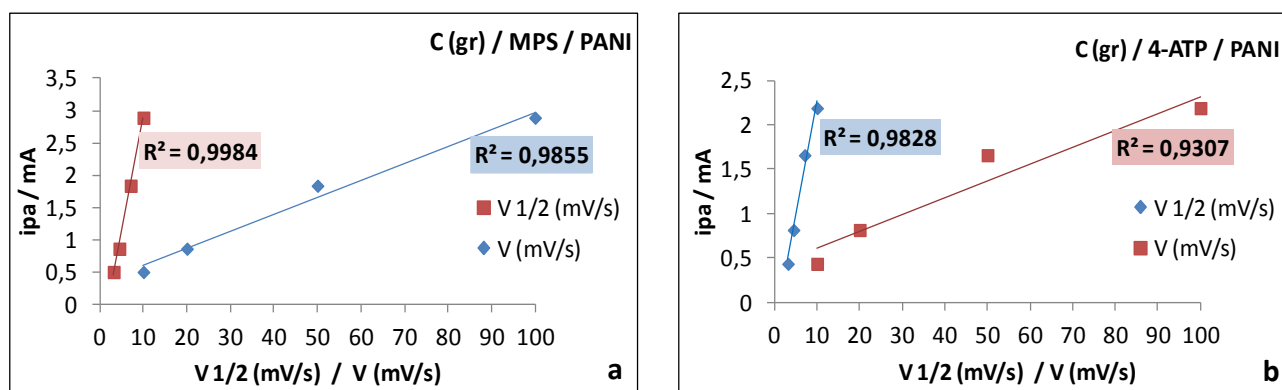 C (gr) / MPS / PANI
3,5
3
2,5
2
1,5
1
0,5
0
ipa / mA
R² = 0,9984
R² = 0,9855
V 1/2 (mV/s)
V (mV/s)
0 10 20 30 40 50 60 70 80 90 100
V 1/2 (mV/s) / V (mV/s)
a
C (gr) / 4-ATP / PANI
2,5
2
1,5
1
0,5
0
ipa / mA
R² = 0,9828
R² = 0,9307
V 1/2 (mV/s)
V (mV/s)
0 10 20 30 40 50 60 70 80 90 100
V 1/2 (mV/s) / V (mV/s)
b